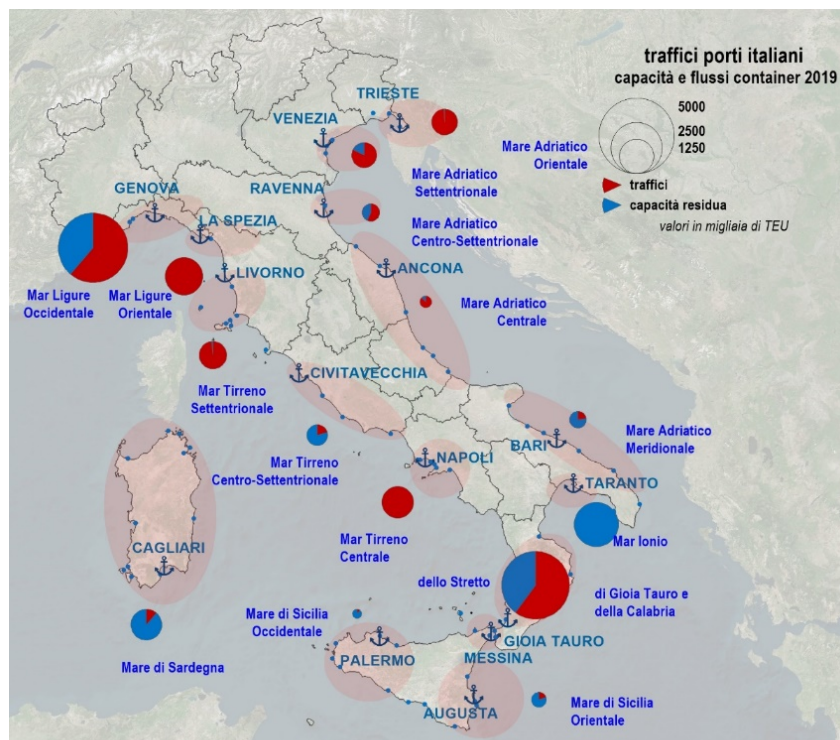 traffici porti italiani
capacità e flussi container 2019
5000
2500
1250
traffici
capacità residua
valori in migliaia di TEU
TRIESTE
VENEZIA
Mare Adriatico
Orientale
Mare Adriatico
Settentrionale
GENOVA
RAVENNA
LA SPEZIA
Mare Adriatico
Centro-Settentrionale
LIVORNO
ANCONA
Mar Ligure
Occidentale
Mar Ligure
Orientale
Mare Adriatico
Centrale
CIVITAVECCHIA
Mar Tirreno
Settentrionale
Mare Adriatico
Meridionale
BARI
Mar Tirreno
Centro-Settentrionale
NAPOLI
TARANTO
Mar Tirreno
Centrale
Mar Ionio
CAGLIARI
dello Stretto
di Gioia Tauro e
della Calabria
Mare di Sicilia
Occidentale
GIOIA TAURO
MESSINA
Mare di Sardegna
PALERMO
AUGUSTA
Mare di Sicilia
Orientale